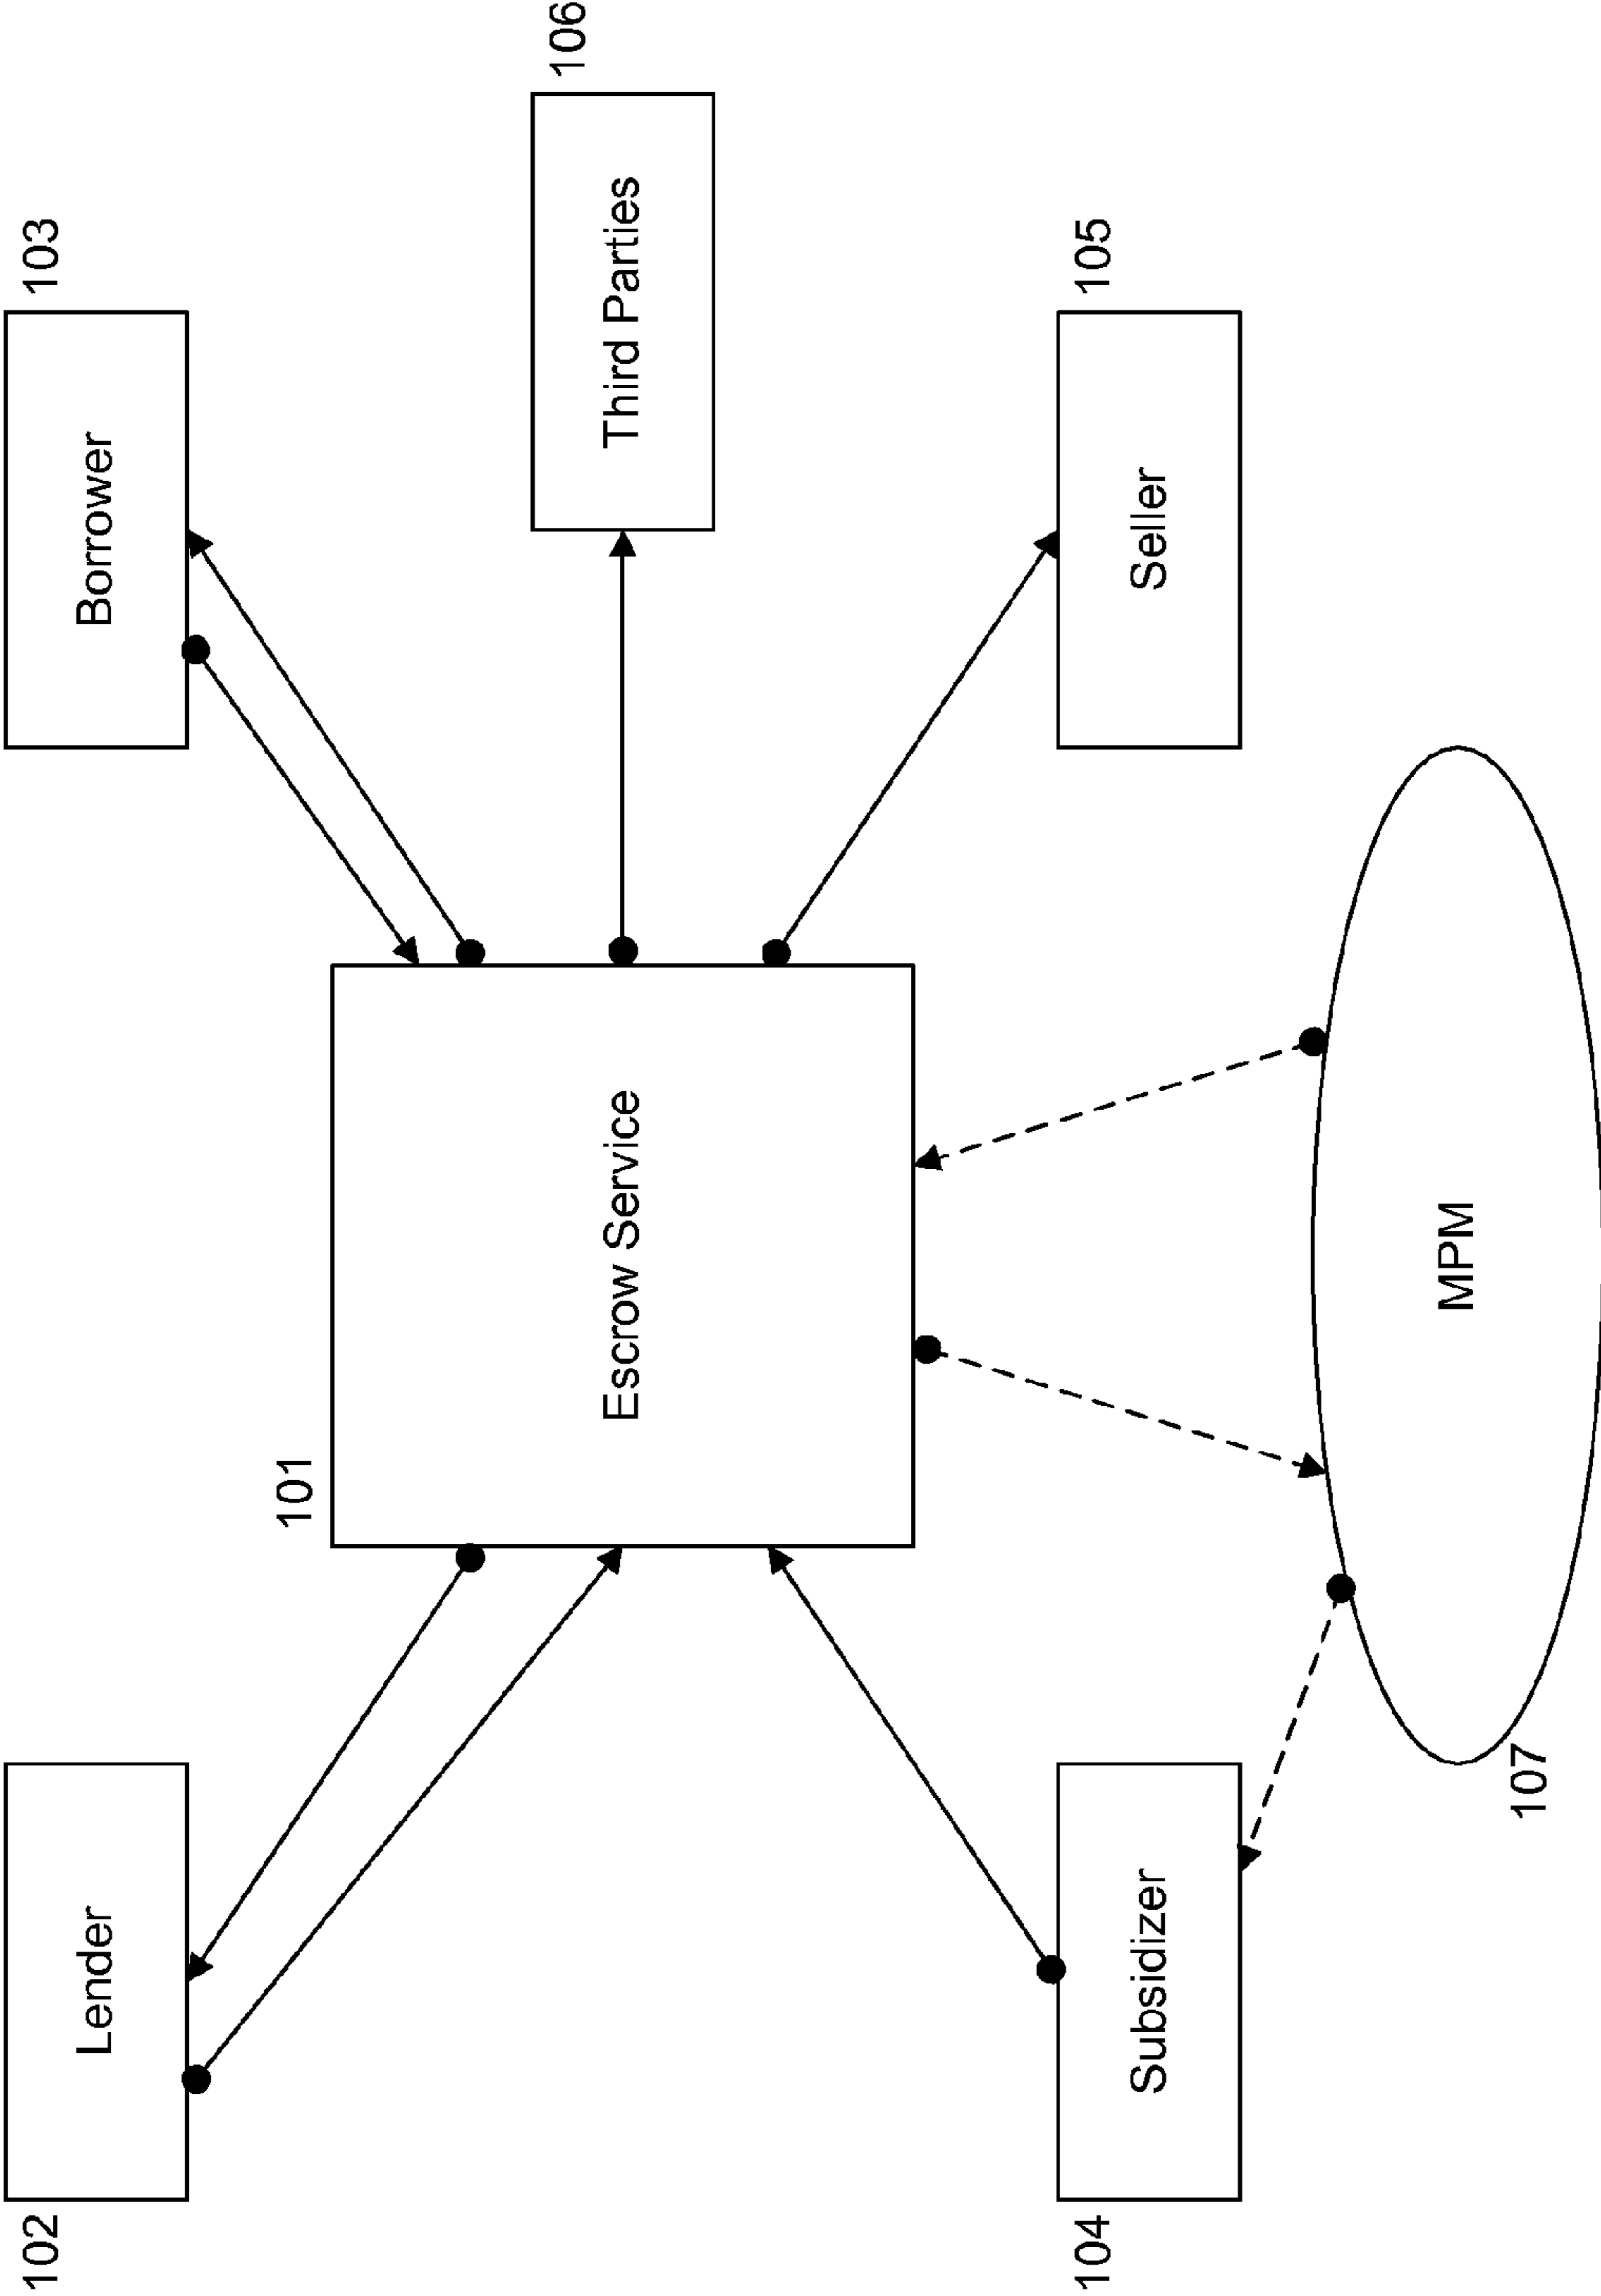 102
Lender
Borrower
103
101
Escrow Service
Third Parties
106
104
Subsidizer
Seller
105
107
MPM